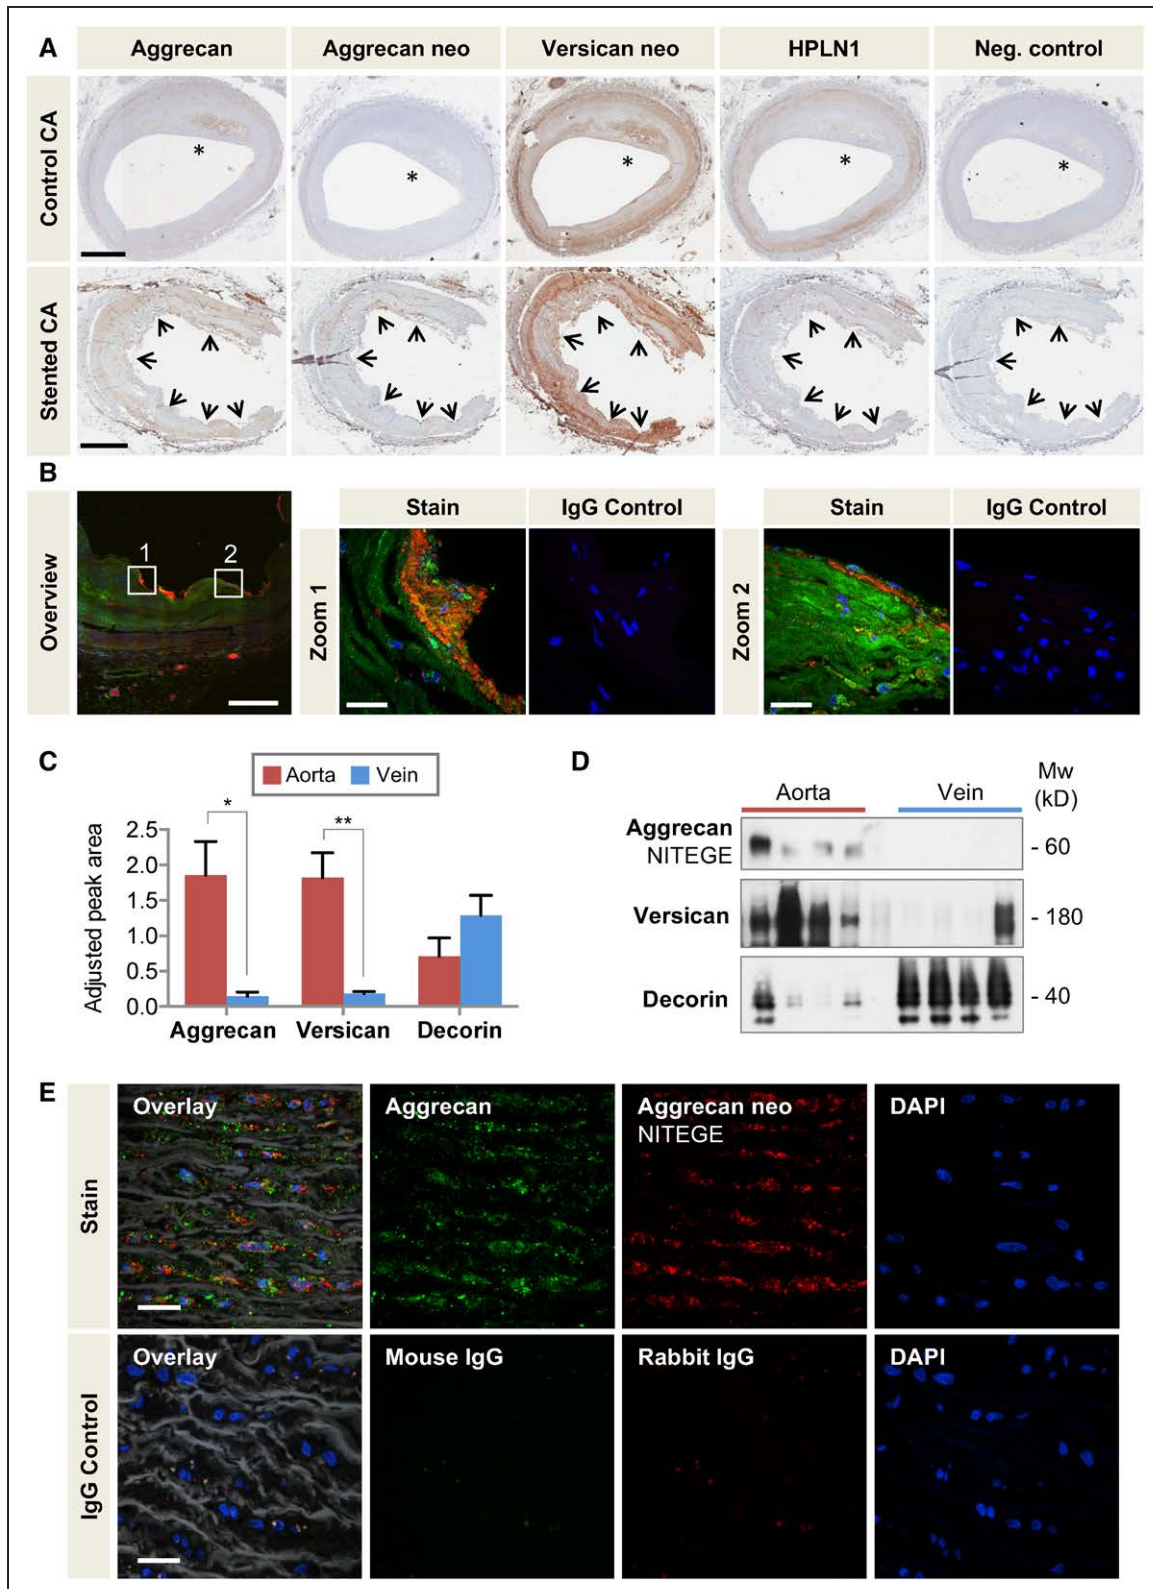 A
Aggrecan
Aggrecan neo
Versican neo
HPLN1
Neg. control
Control CA
*
*
*
*
*
Stented CA
B
Overview
1
2
Stain
IgG Control
Zoom 1
Stain
IgG Control
Zoom 2
C
Aorta
Vein
Adjusted peak area
2.5
2.0
1.5
1.0
0.5
0.0
*
**
Aggrecan
Versican
Decorin
D
Aorta
Vein
Mw
(kD)
Aggrecan
NITEGE
- 60
Versican
- 180
Decorin
- 40
E
Stain
Overlay
Aggrecan
Aggrecan neo
NITEGE
DAPI
IgG Control
Overlay
Mouse IgG
Rabbit IgG
DAPI